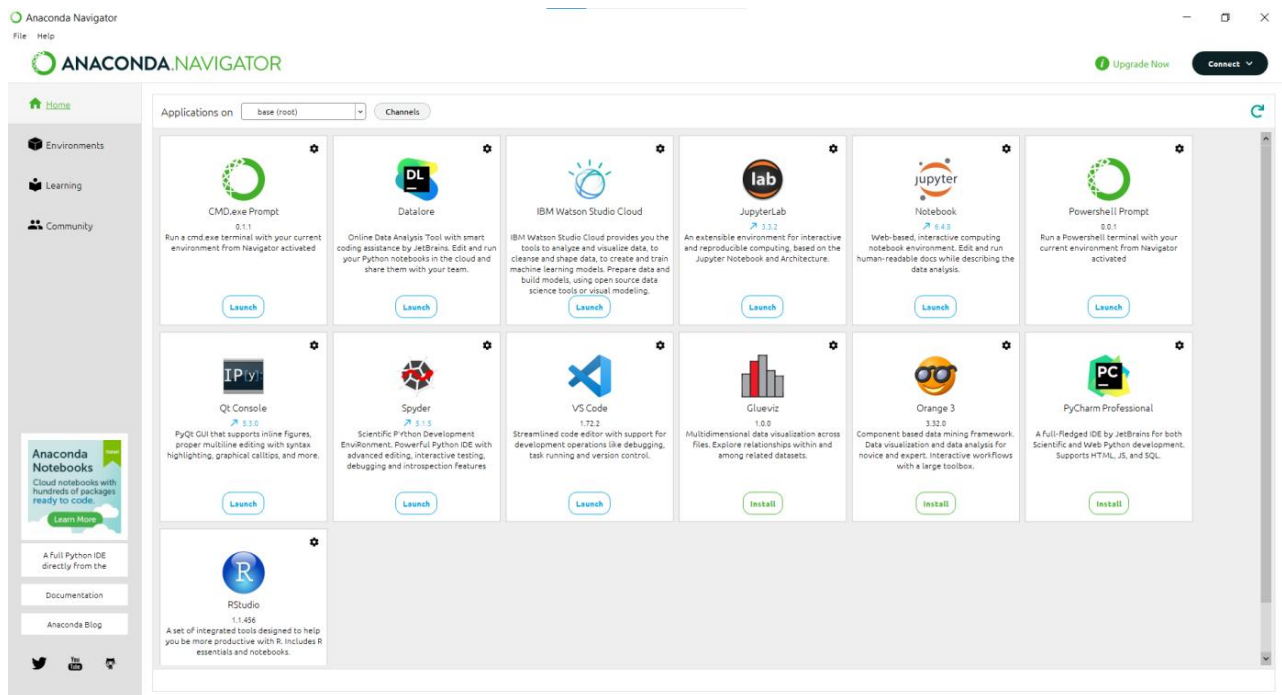 Anaconda Navigator
File Help
ANACONDA.NAVIGATOR
Upgrade Now
Connect
Home
Environments
Learning
Community
Applications on base (root) Channels
CMD.exe Prompt
0.1.1
Run a cmd.exe terminal with your current
environment from Navigator activated
Launch
DL
Datalore
Online Data Analysis Tool with smart
coding assistance by JetBrains. Edit and run
your Python notebooks in the cloud and
share them with your team.
Launch
IBM Watson Studio Cloud
IBM Watson Studio Cloud provides you the
tools to analyze and visualize data, to
cleanse and shape data, to create and train
machine learning models. Prepare data and
build models, using open source data
science tools or visual modeling.
Launch
lab
JupyterLab
3.3.2
An extensible environment for interactive
and reproducible computing, based on the
Jupyter Notebook and Architecture.
Launch
jupyter
Notebook
6.4.8
Web-based, interactive computing
notebook environment. Edit and run
human-readable docs while describing the
data analysis.
Launch
Powershell Prompt
0.0.1
Run a Powershell terminal with your
current environment from Navigator
activated
Launch
IP[y]:
Qt Console
5.3.0
PyQt GUI that supports inline figures,
proper multiline editing with syntax
highlighting, graphical calltips, and more.
Launch
Spyder
5.1.5
Scientific PYthon Development
EnviRonment. Powerful Python IDE with
advanced editing, interactive testing,
debugging and introspection features
Launch
VS Code
1.72.2
Streamlined code editor with support for
development operations like debugging,
task running and version control.
Launch
Glueviz
1.0.0
Multidimensional data visualization across
files. Explore relationships within and
among related datasets.
Install
Orange 3
3.32.0
Component based data mining framework.
Data visualization and data analysis for
novice and expert. Interactive workflows
with a large toolbox.
Install
PC
PyCharm Professional
A full-fledged IDE by JetBrains for both
Scientific and Web Python development.
Supports HTML, JS, and SQL.
Install
R
RStudio
1.1.456
A set of integrated tools designed to help
you be more productive with R. Includes R
essentials and notebooks.
Anaconda
Notebooks
Cloud notebooks with
hundreds of packages
ready to code.
Learn More
A full Python IDE
directly from the
Documentation
Anaconda Blog
You
Tube